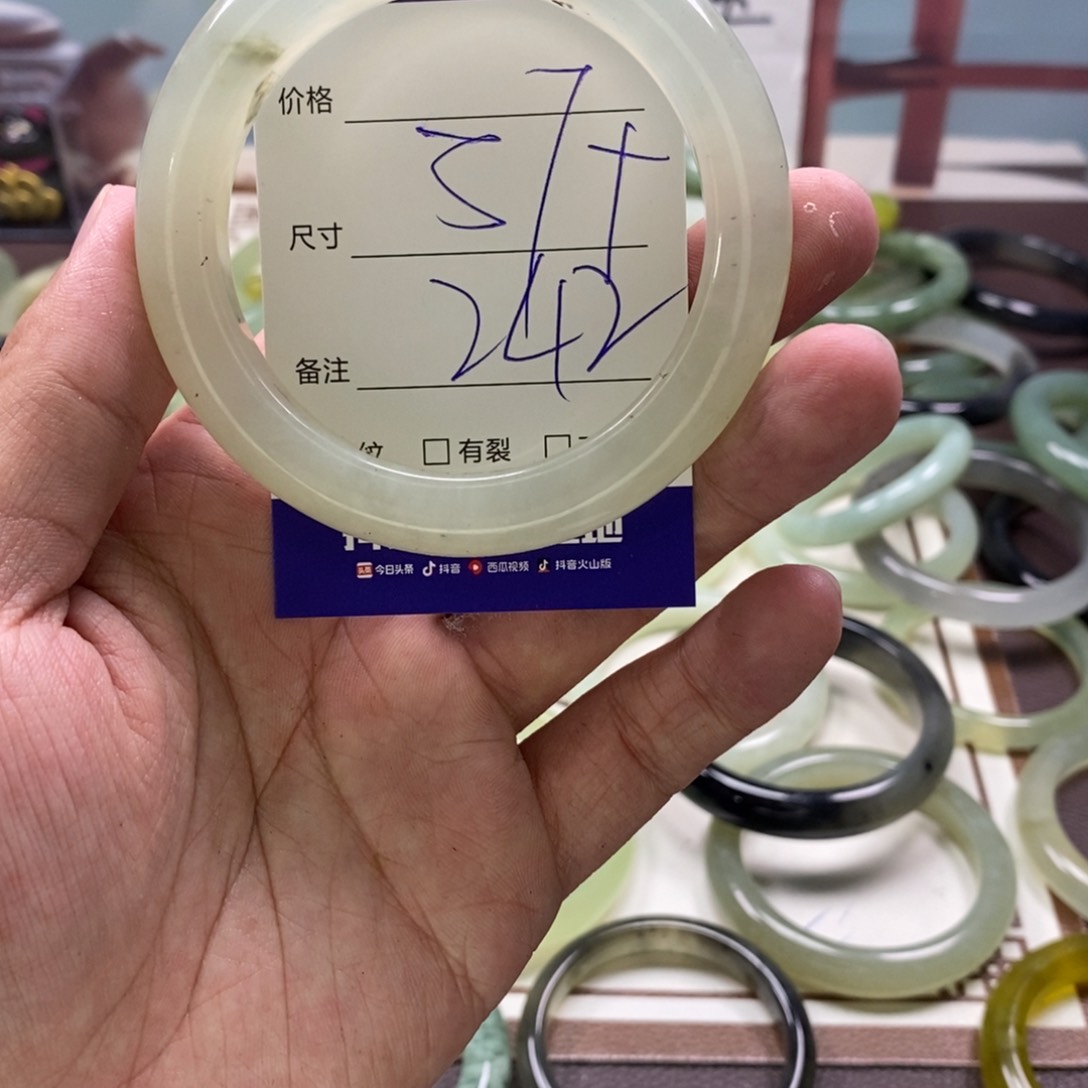 价格
尺寸
242
备注
纹 □ 有裂 □
今日头条 抖音 西瓜视频 抖音火山版